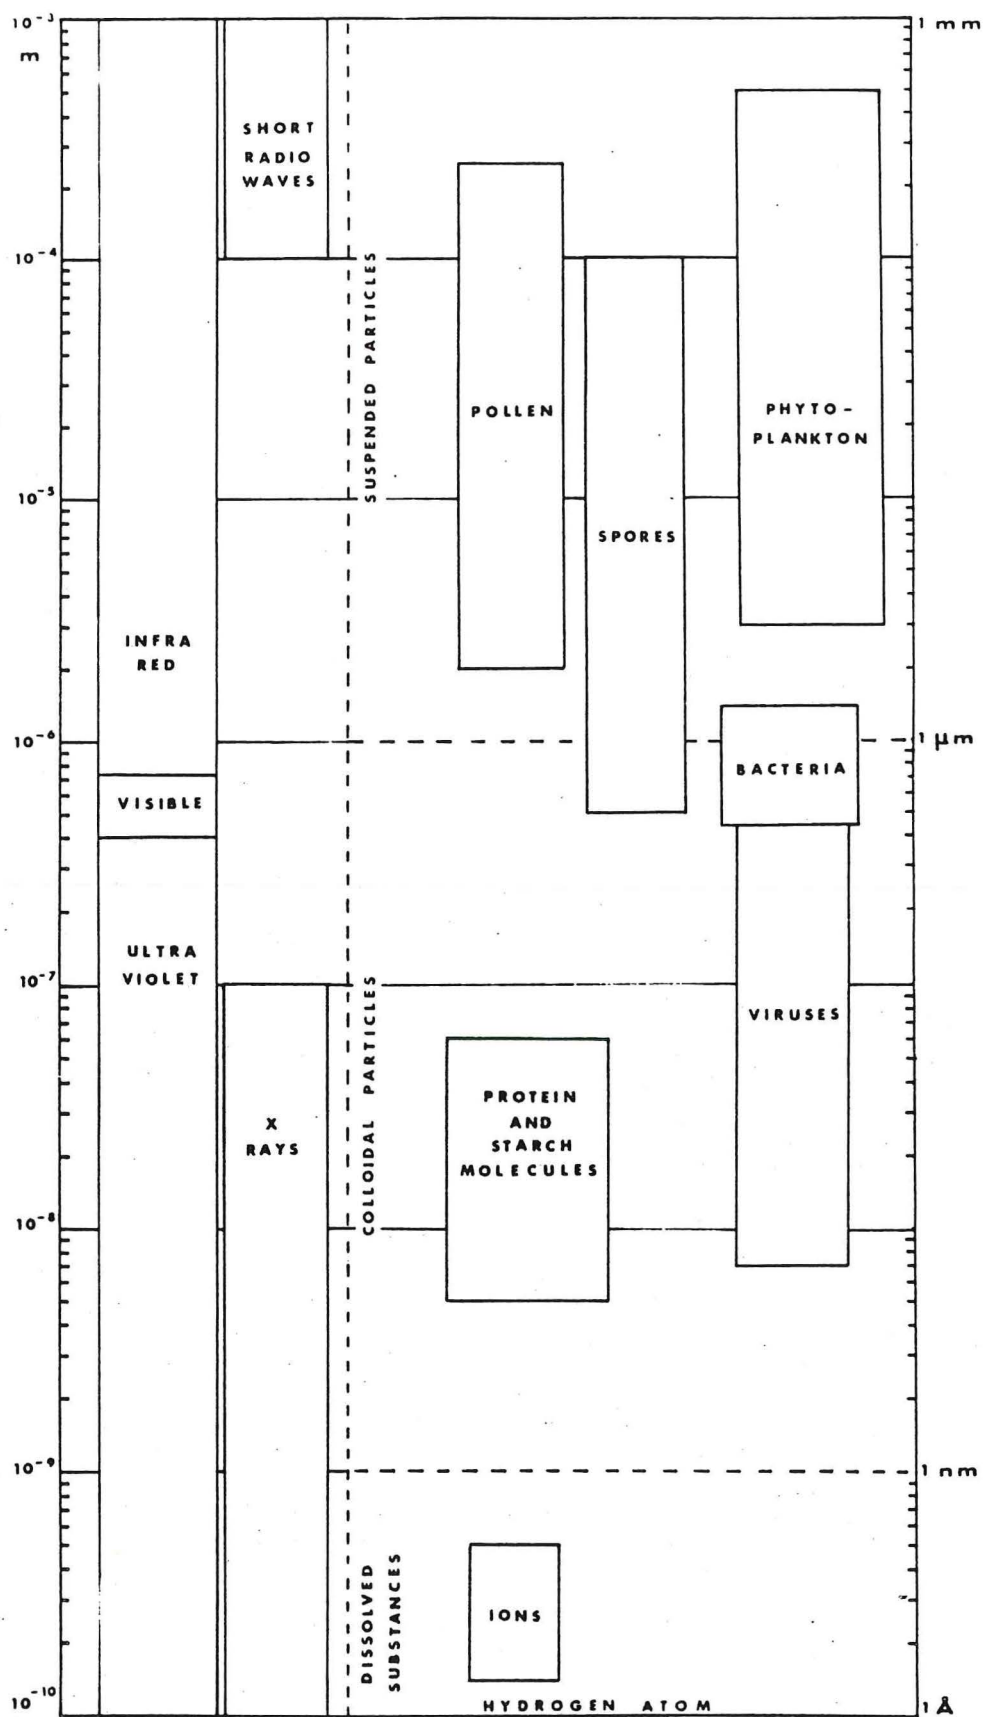 10⁻³
m
10⁻⁴
10⁻⁵
10⁻⁶
10⁻⁷
10⁻⁸
10⁻⁹
10⁻¹⁰
INFRA
RED
VISIBLE
ULTRA
VIOLET
SHORT
RADIO
WAVES
X
RAYS
SUSPENDED PARTICLES
COLLOIDAL PARTICLES
DISSOLVED
SUBSTANCES
POLLEN
SPORES
PHYTO-
PLANKTON
BACTERIA
VIRUSES
PROTEIN
AND
STARCH
MOLECULES
IONS
HYDROGEN ATOM
1 mm
1 μm
1 nm
1 Å